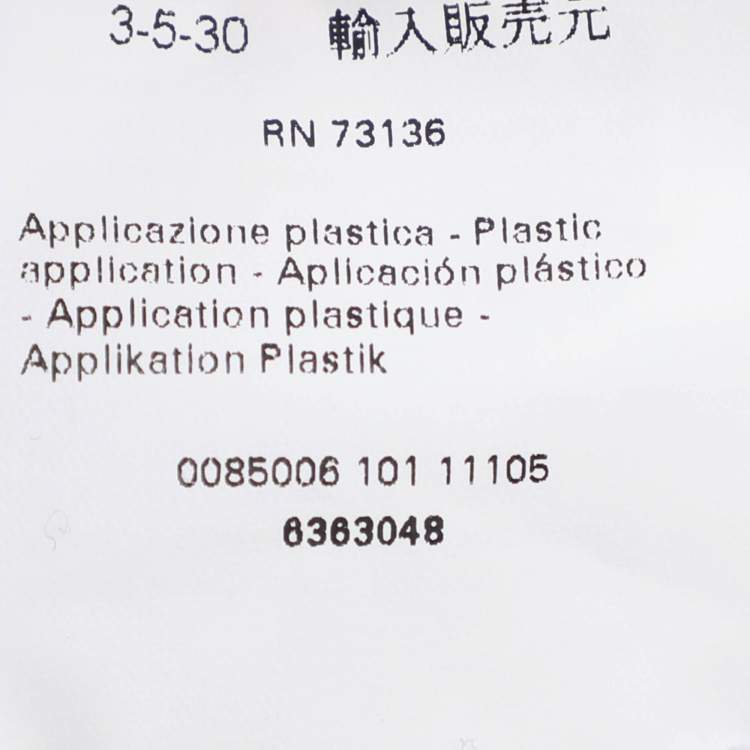 3-5-30 輸入販売元
RN 73136
Applicazione plastica - Plastic
application - Aplicación plástico
- Application plastique -
Applikation Plastik
0085006 101 11105
6363048